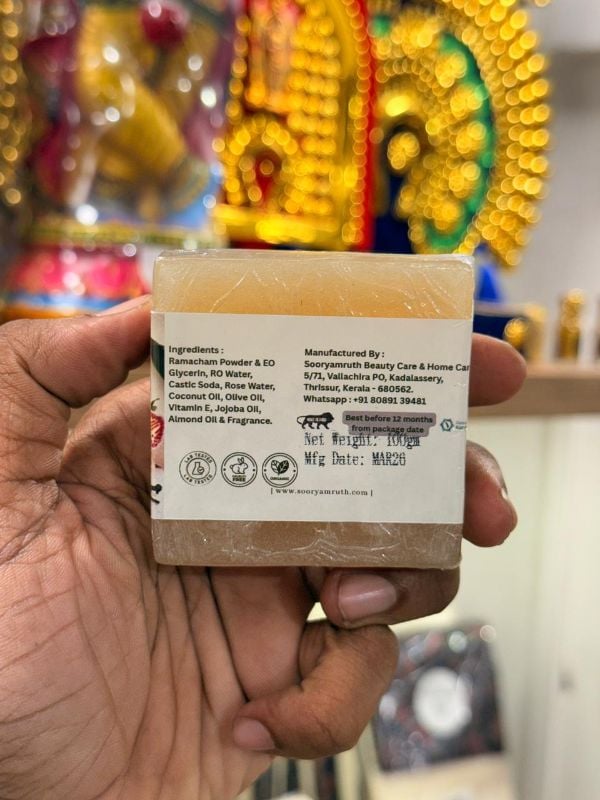 Ingredients :
Ramacham Powder & EO
Glycerin, RO Water,
Castic Soda, Rose Water,
Coconut Oil, Olive Oil,
Vitamin E, Jojoba Oil,
Almond Oil & Fragrance.
LAB TESTED
LAB TESTED
FREE
ORGANIC
Manufactured By :
Sooryamruth Beauty Care & Home Car
5/71, Vallachira PO, Kadalassery,
Thrissur, Kerala - 680562.
Whatsapp :+91 80891 39481
Best before 12 months
from package date
Net Weight: 100gm
Mfg Date: MAR26
| www.sooryamruth.com |